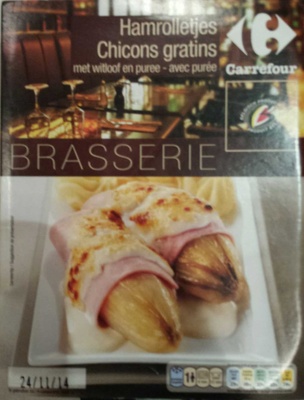 Hamrolletjes
Chicons gratins
met witloof en puree - avec purée
Carrefour
BRASSERIE
24/11/14